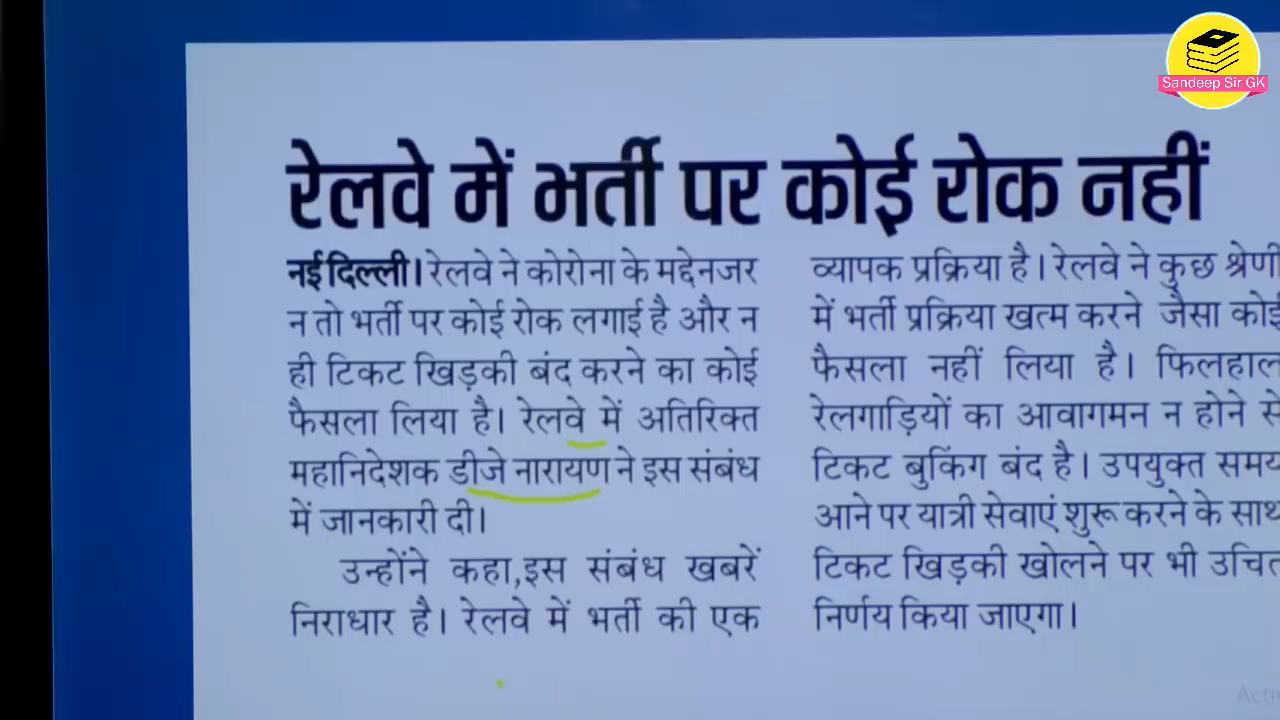 Sandeep Sir GK
रेलवे में भर्ती पर कोई रोक नहीं
नई दिल्ली। रेलवे ने कोरोना के मद्देनजर
न तो भर्ती पर कोई रोक लगाई है और न
ही टिकट खिड़की बंद करने का कोई
फैसला लिया है। रेलवे में अतिरिक्त
महानिदेशक डीजे नारायण ने इस संबंध
में जानकारी दी।
उन्होंने कहा,इस संबंध खबरें
निराधार है। रेलवे में भर्ती की एक
व्यापक प्रक्रिया है। रेलवे ने कुछ श्रेणी
में भर्ती प्रक्रिया खत्म करने जैसा कोई
फैसला नहीं लिया है। फिलहाल
रेलगाड़ियों का आवागमन न होने से
टिकट बुकिंग बंद है। उपयुक्त समय
आने पर यात्री सेवाएं शुरू करने के साथ
टिकट खिड़की खोलने पर भी उचित
निर्णय किया जाएगा।